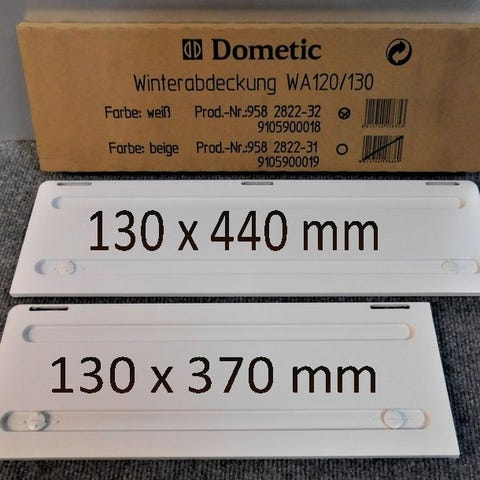 Dometic
Winterabdeckung WA120/130
Farbe: weiß Prod.-Nr.:958 2822-32
9105900018
Farbe: beige Prod.-Nr.:958 2822-31
9105900019
130 x 440 mm
130 x 370 mm